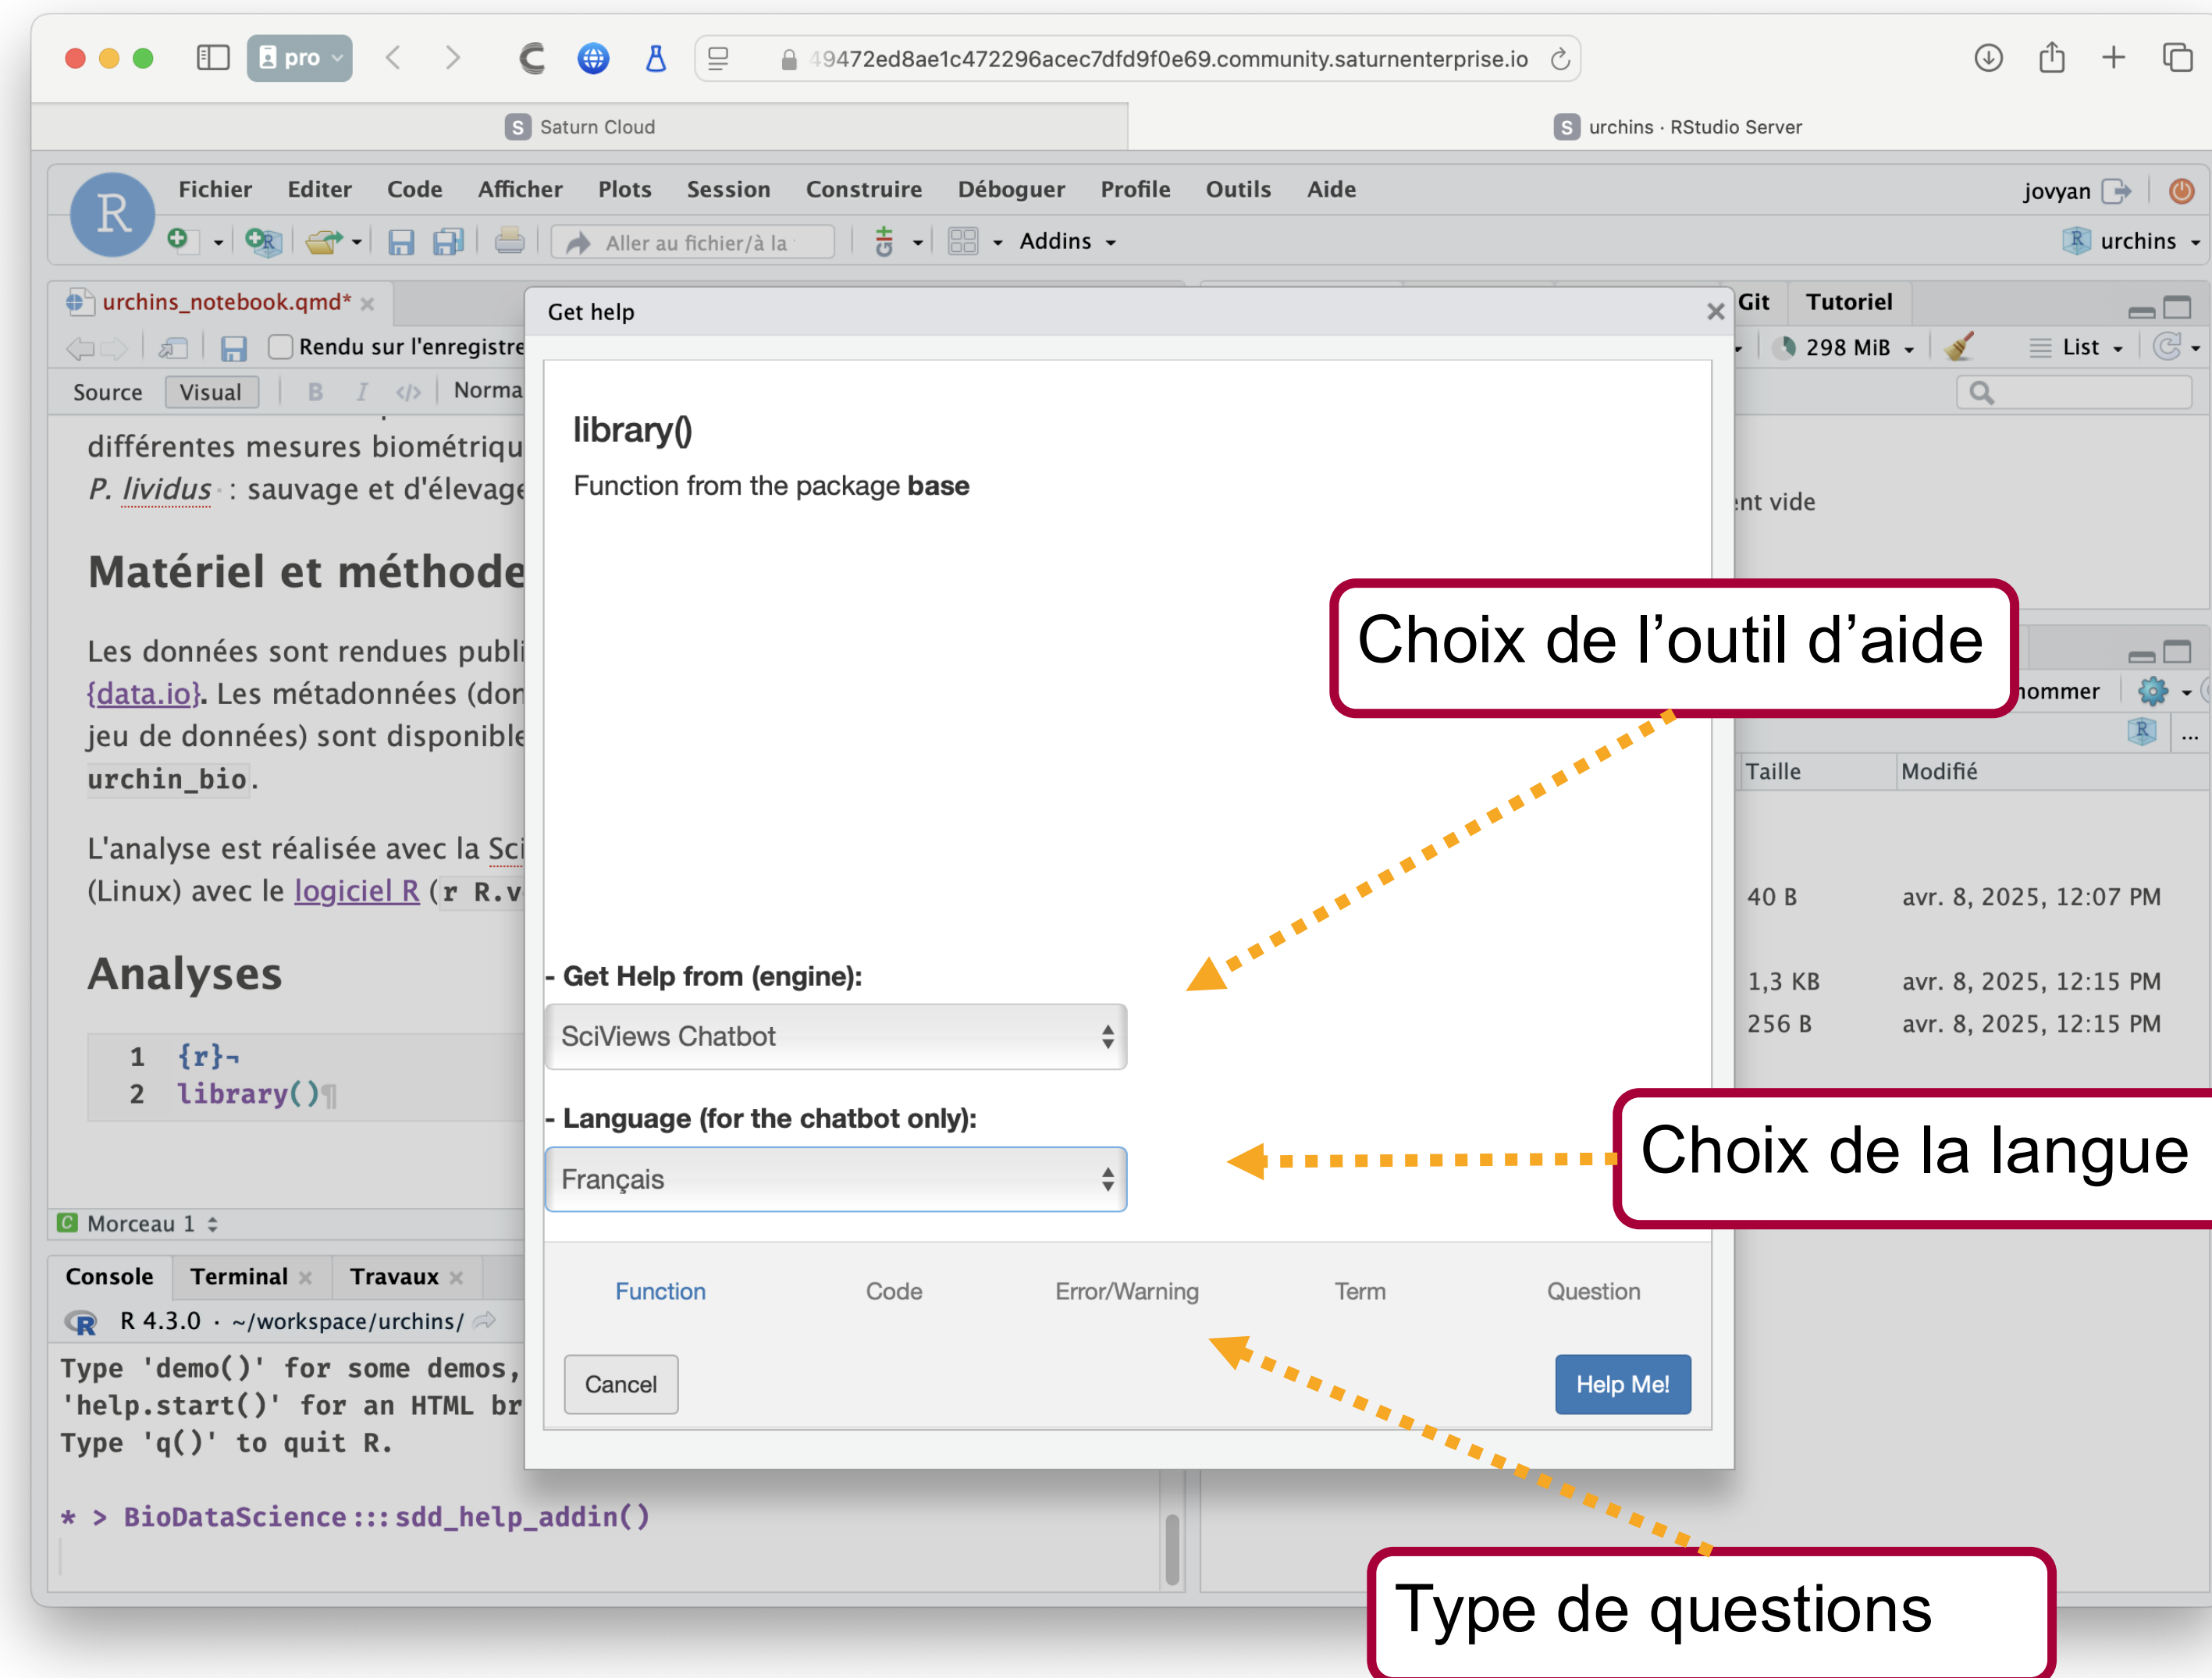 pro
49472ed8ae1c472296acec7dfd9f0e69.community.saturnenterprise.io
S Saturn Cloud
S urchins · RStudio Server
R Fichier Editer Code Afficher Plots Session Construire Déboguer Profile Outils Aide
jovyan
Aller au fichier/à la
Addins
urchins
urchins_notebook.qmd*
Rendu sur l'enregistre
Source Visual B I </> Norma
différentes mesures biométriqu
P. lividus · : sauvage et d'élevage
Matériel et méthode
Les données sont rendues publi
{data.io}. Les métadonnées (don
jeu de données) sont disponible
urchin_bio.
L'analyse est réalisée avec la Sci
(Linux) avec le logiciel R (r R.v
Analyses
1 {r}¬
2 library()¶
C Morceau 1
Console Terminal Travaux
R 4.3.0 · ~/workspace/urchins/
Type 'demo()' for some demos,
'help.start()' for an HTML br
Type 'q()' to quit R.
* > BioDataScience:::sdd_help_addin()
Get help
library()
Function from the package base
- Get Help from (engine):
SciViews Chatbot
- Language (for the chatbot only):
Français
Function Code Error/Warning Term Question
Cancel
Help Me!
Git Tutoriel
298 MiB
List
ent vide
nommer
R ...
Taille Modifié
40 B avr. 8, 2025, 12:07 PM
1,3 KB avr. 8, 2025, 12:15 PM
256 B avr. 8, 2025, 12:15 PM
Choix de l'outil d'aide
Choix de la langue
Type de questions